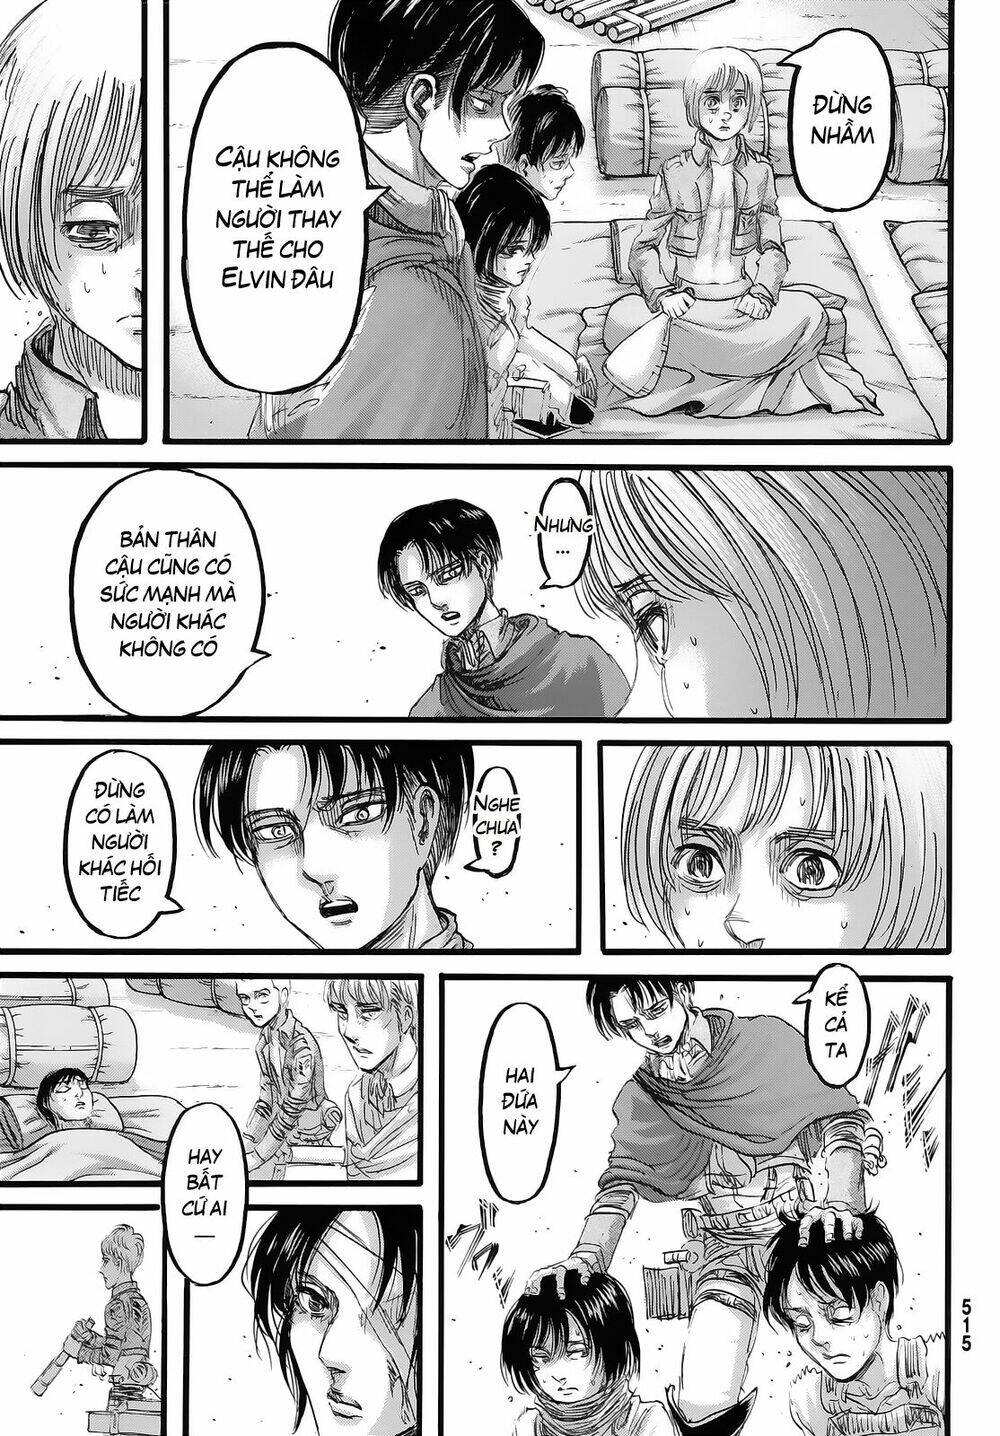 ĐỪNG
NHẦM
CẬU KHÔNG
THỂ LÀM
NGƯỜI THAY
THẾ CHO
ELVIN ĐÂU
NHƯNG
...
BẢN THÂN
CẬU CŨNG CÓ
SỨC MẠNH MÀ
NGƯỜI KHÁC
KHÔNG CÓ
NGHE
CHƯA
?
ĐỪNG
CÓ LÀM
NGƯỜI
KHÁC HỐI
TIẾC
KỂ
CẢ
TA
HAI
ĐỨA
NÀY
HAY
BẤT
CỨ AI
—
515